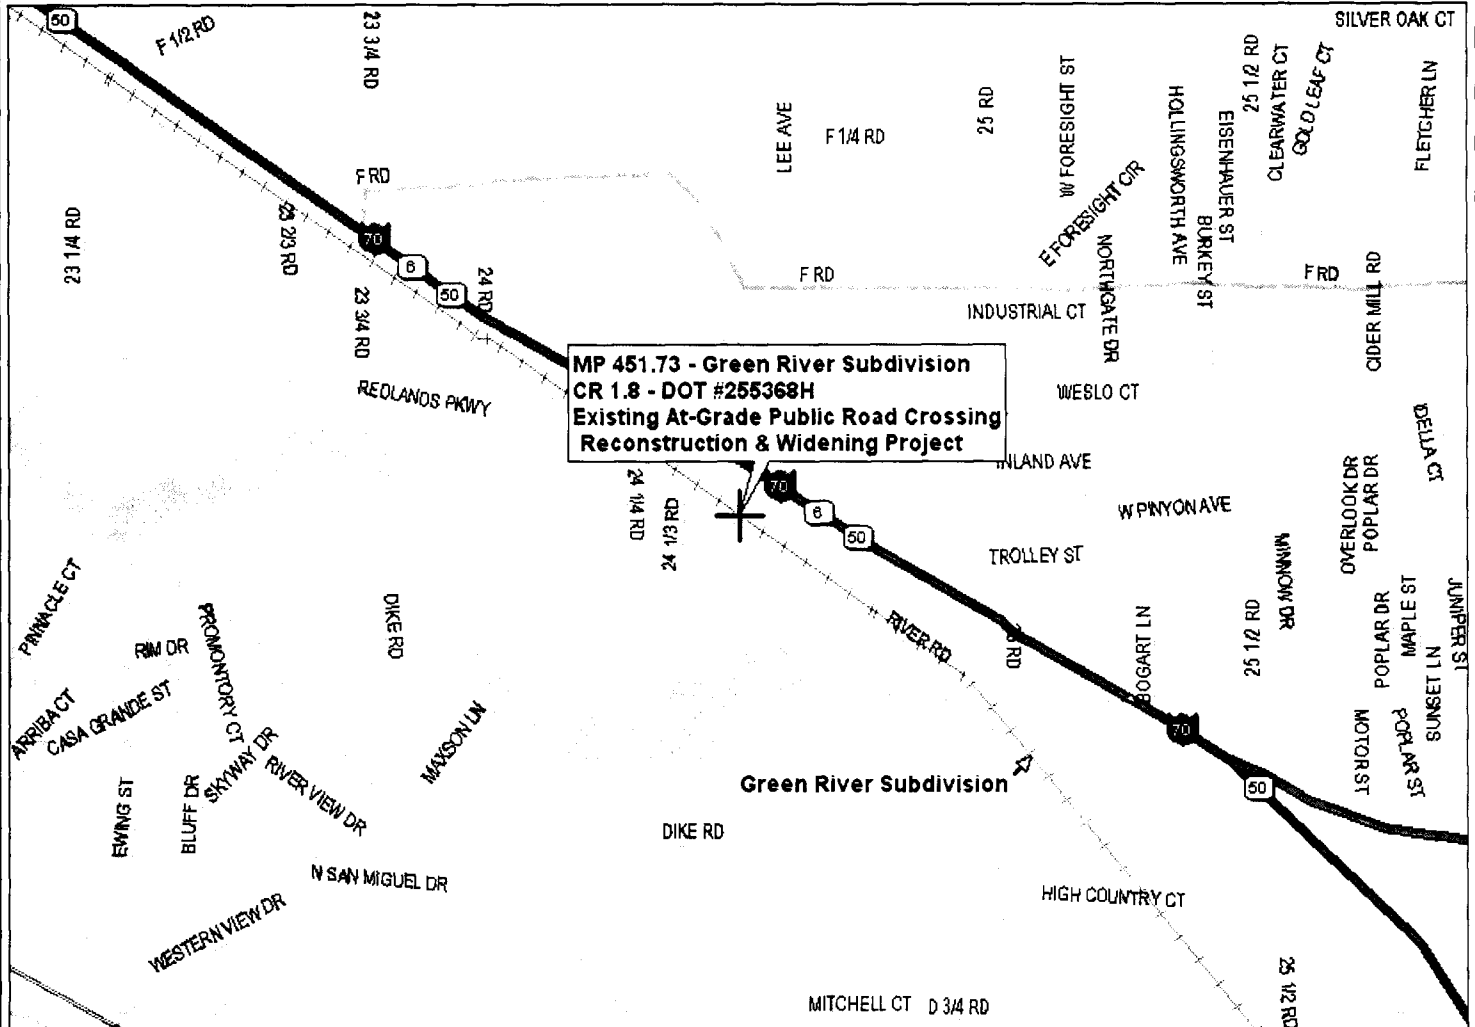 50
F 1/2 RD
23 3/4 RD
SILVER OAK CT
25 1/2 RD
CLEARWATER CT
GOLD LEAF CT
FLETCHER LN
W FORESIGHT ST
25 RD
LEE AVE
F 1/4 RD
HOLLINGSWORTH AVE
EISENHAUER ST
E FORESIGHT CIR
BURKEY ST
NORTHGATE DR
F RD
23 1/4 RD
23 2/3 RD
70
6
50
24 RD
23 3/4 RD
F RD
F RD
CIDER MILL RD
INDUSTRIAL CT
REDLANDS PKWY
MP 451.73 - Green River Subdivision
CR 1.8 - DOT #255368H
Existing At-Grade Public Road Crossing
Reconstruction & Widening Project
WESLO CT
DELLA CT
INLAND AVE
OVERLOOK DR
POPLAR DR
24 1/4 RD
24 1/3 RD
70
6
50
W PINYON AVE
TROLLEY ST
MINNOW DR
PINNACLE CT
RIM DR
PROMONTORY CT
DIKE RD
RIVER RD
RD
BOGART LN
25 1/2 RD
POPLAR DR
MAPLE ST
JUNIPER ST
SUNSET LN
ARRIBA CT
CASA GRANDE ST
SKYWAY DR
MAXSON LN
70
MOTOR ST
POPLAR ST
50
EWING ST
BLUFF DR
RIVER VIEW DR
Green River Subdivision
DIKE RD
N SAN MIGUEL DR
HIGH COUNTRY CT
WESTERN VIEW DR
25 1/2 RD
MITCHELL CT
D 3/4 RD